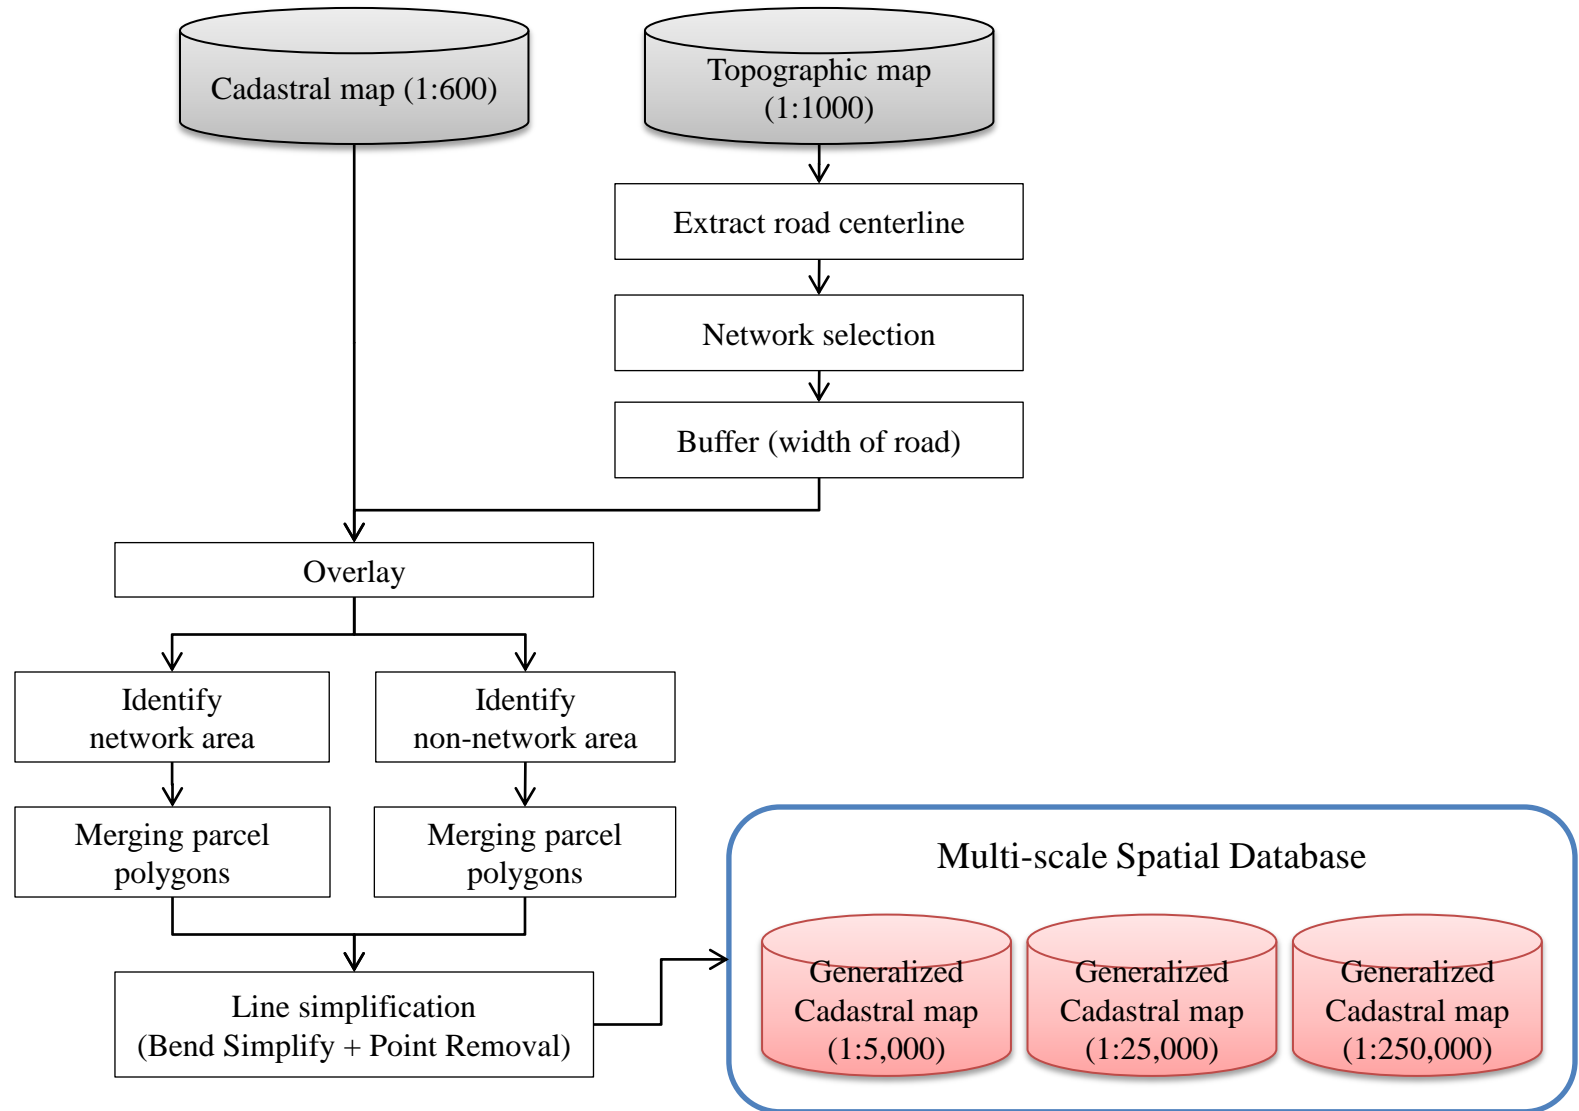 Cadastral map (1:600)
Topographic map
(1:1000)
Extract road centerline
Network selection
Buffer (width of road)
Overlay
Identify
network area
Identify
non-network area
Merging parcel
polygons
Merging parcel
polygons
Line simplification
(Bend Simplify + Point Removal)
Multi-scale Spatial Database
Generalized
Cadastral map
(1:5,000)
Generalized
Cadastral map
(1:25,000)
Generalized
Cadastral map
(1:250,000)